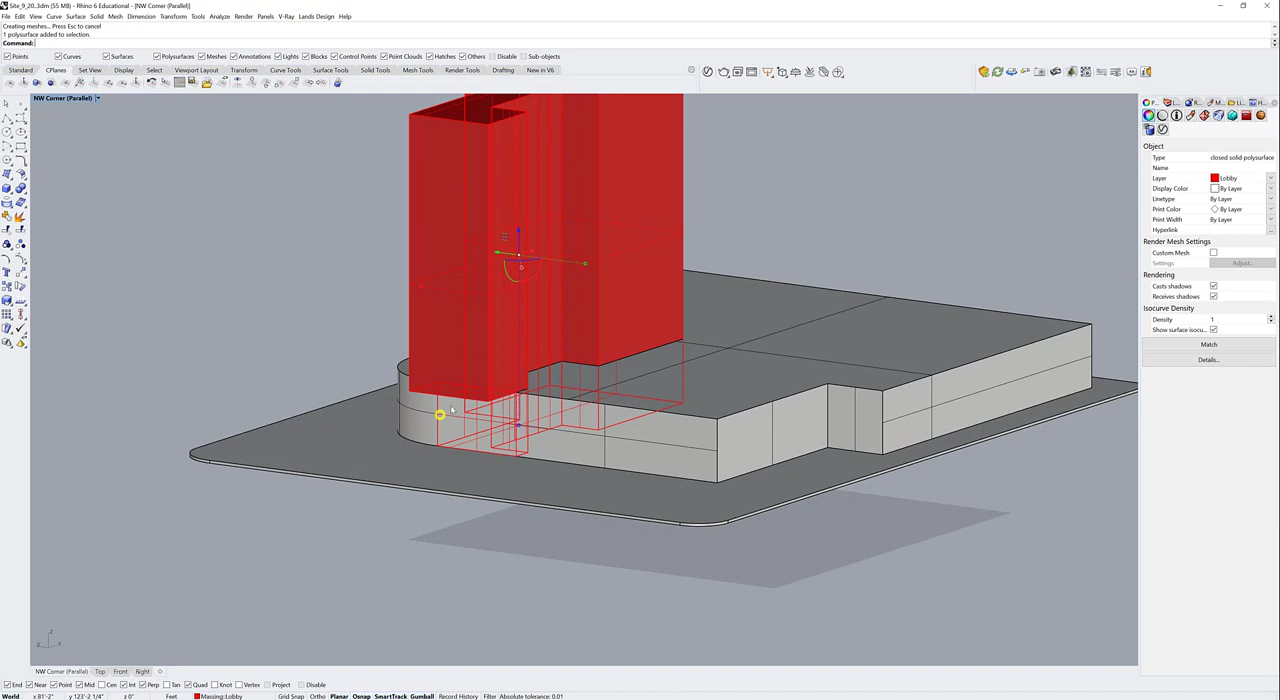 Site_9_20..3dm (55 MB) - Rhino 6 Educational - [NW Corner (Parallel)]
File Edit View Curve Surface Solid Mesh Dimension Transform Tools Analyze Render Panels V-Ray Lands Design Help
Creating meshes... Press Esc to cancel
1 polysurface added to selection.
Command:
Points Curves Surfaces Polysurfaces Meshes Annotations Lights Blocks Control Points Point Clouds Hatches Others Disable Sub-objects
Standard CPlanes Set View Display Select Viewport Layout Transform Curve Tools Surface Tools Solid Tools Mesh Tools Render Tools Drafting New in V6
NW Corner (Parallel)
Object
Type closed solid polysurface
Name
Layer Lobby
Display Color By Layer
Linetype By Layer
Print Color By Layer
Print Width By Layer
Hyperlink
Render Mesh Settings
Custom Mesh
Settings Adjust...
Rendering
Casts shadows
Receives shadows
Isocurve Density
Density 1
Show surface isocu...
Match
Details...
z
y x
NW Corner (Parallel) Top Front Right
End Near Point Mid Cen Int Perp Tan Quad Knot Vertex Project Disable
World x 81'-2" y 123'-2 1/4" z 0" Feet Massing::Lobby Grid Snap Ortho Planar Osnap SmartTrack Gumball Record History Filter Absolute tolerance: 0.01